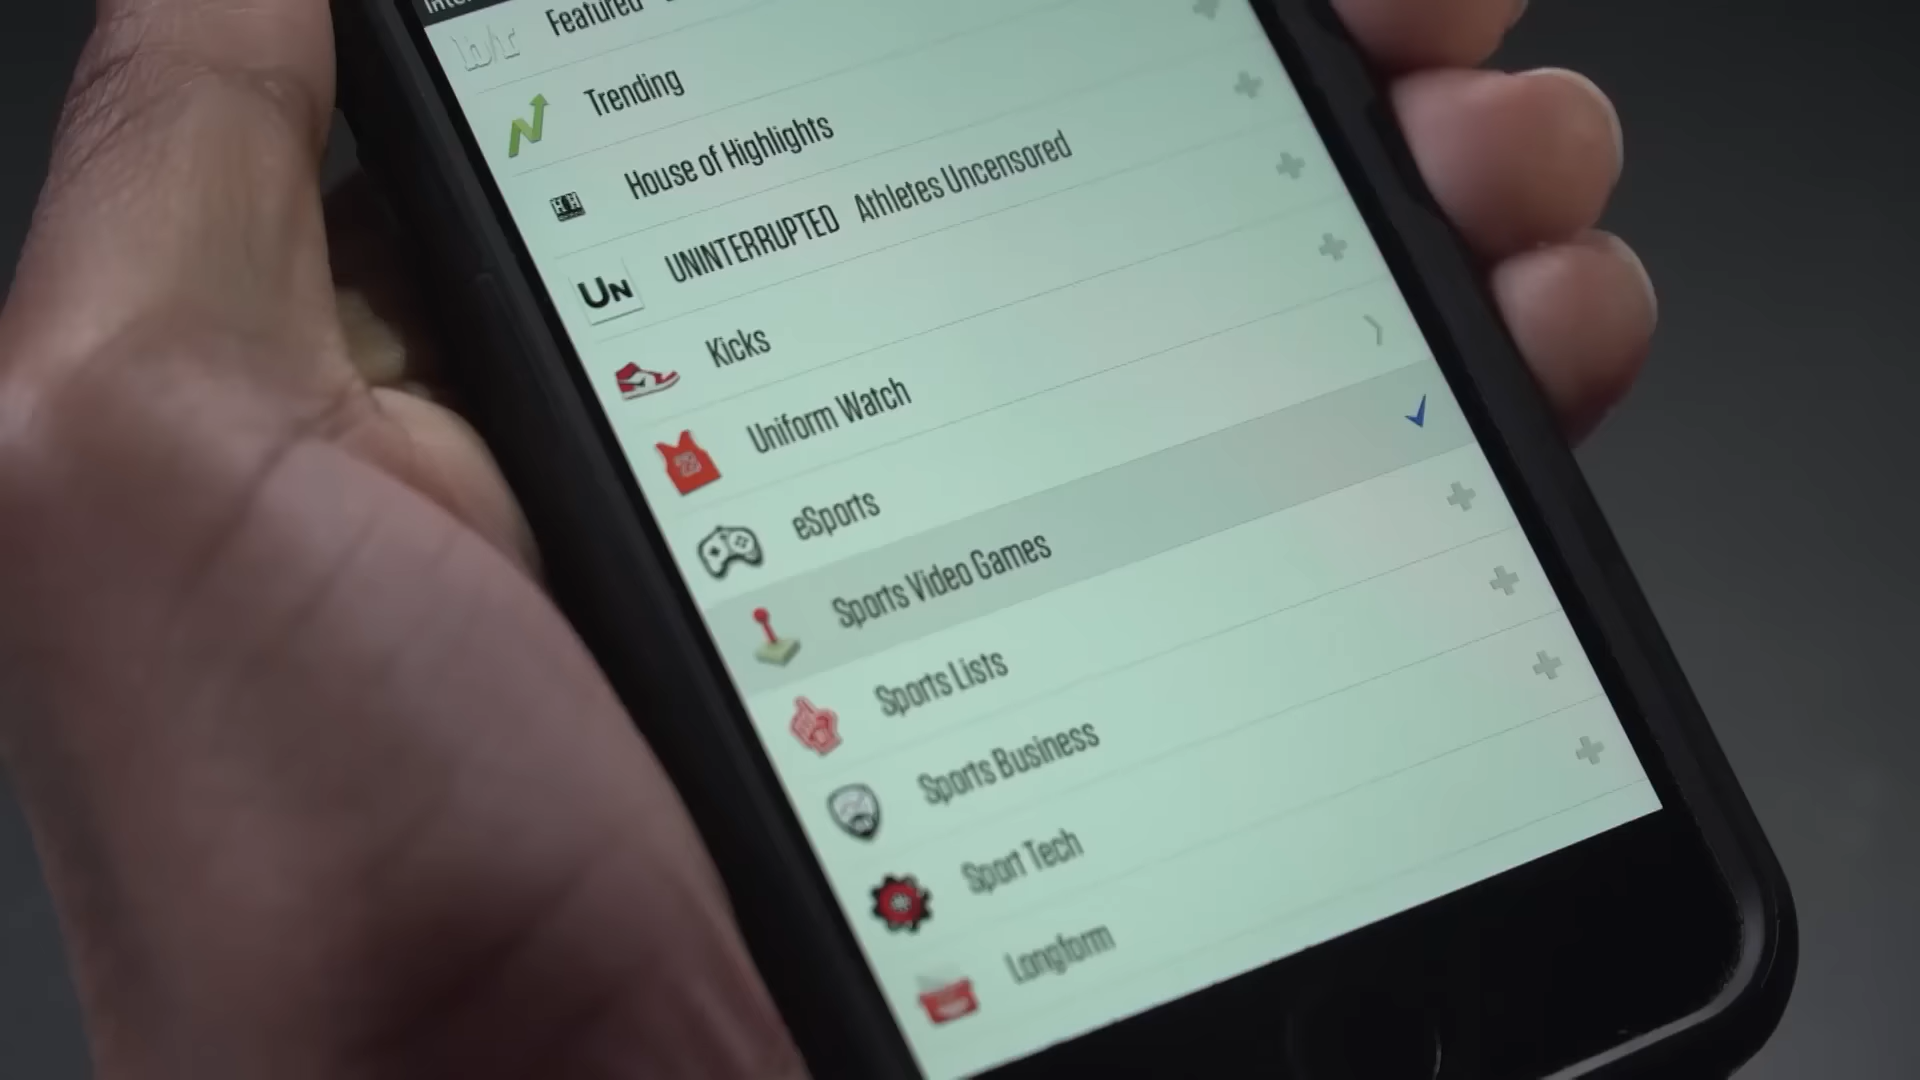 b/r
Featured
Trending
House of Highlights
UNINTERRUPTED Athletes Uncensored
UN
Kicks
Uniform Watch
23
eSports
Sports Video Games
Sports Lists
Sports Business
Sport Tech
Longform